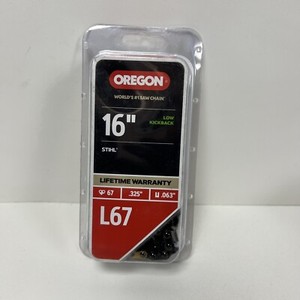 OREGON
WORLD'S #1 SAW CHAIN
16"
LOW
KICKBACK
STIHL
LIFETIME WARRANTY
67 .325" .063"
L67